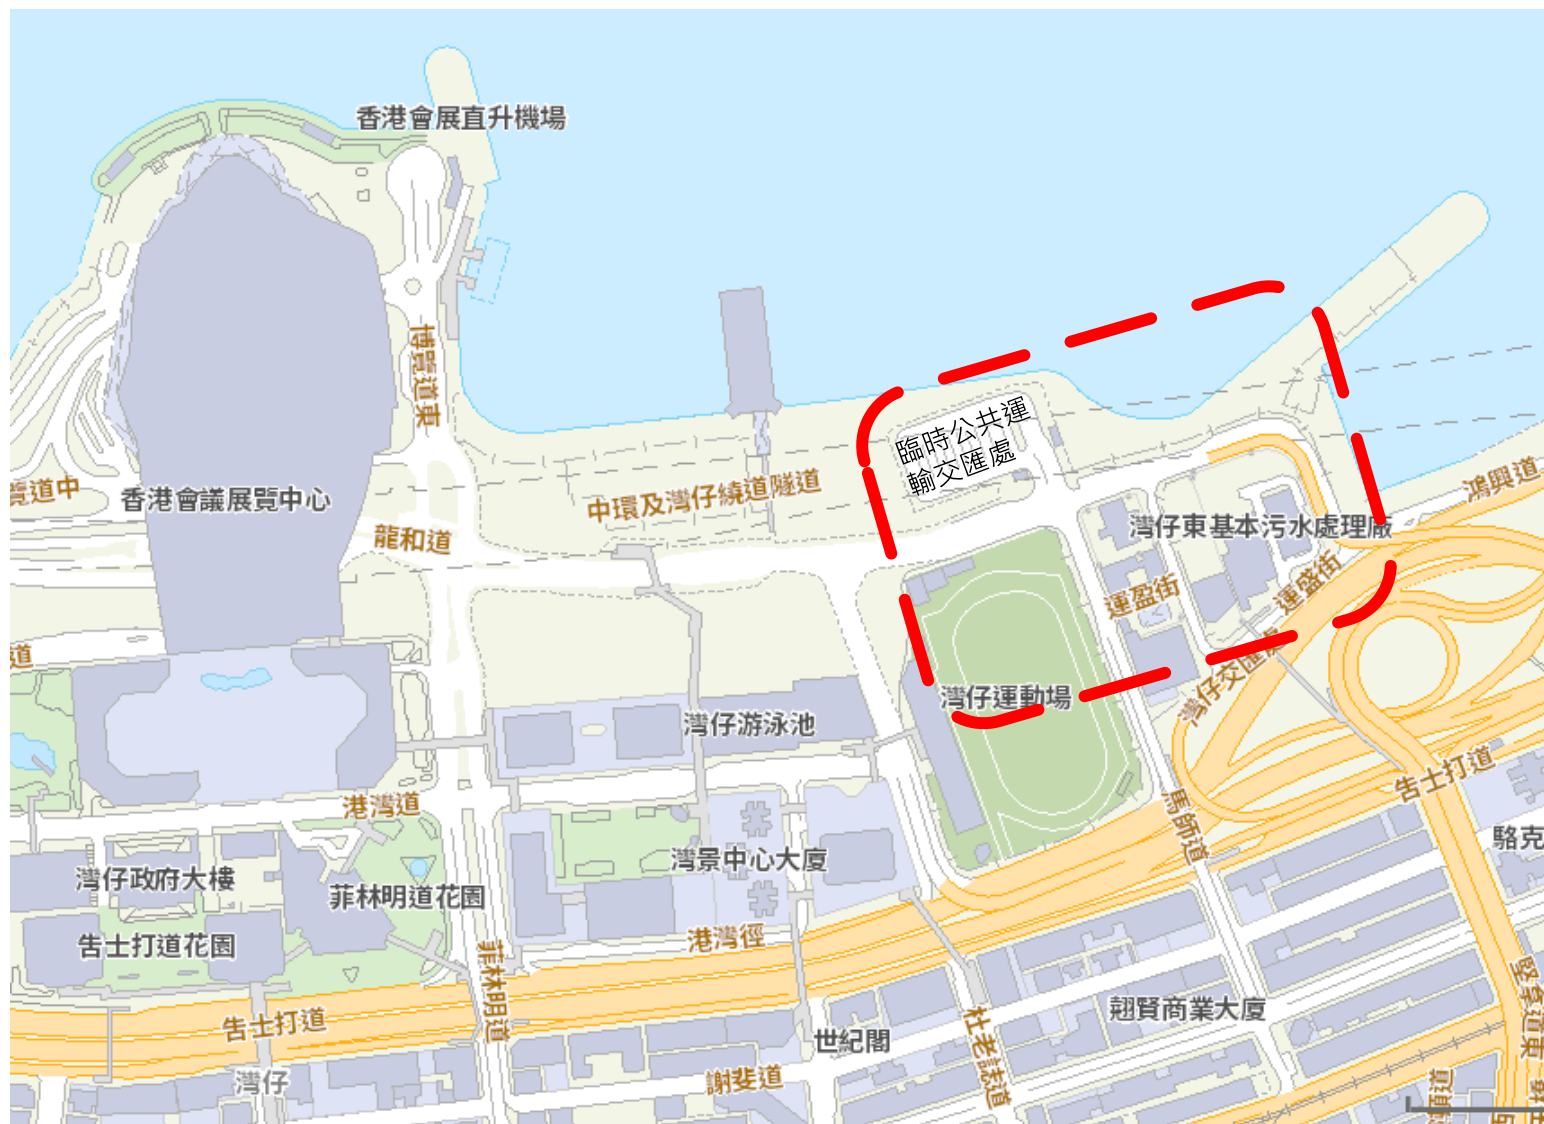 香港會展直升機場
博覽道東
臨時公共運
輸交匯處
覽道中
香港會議展覽中心
中環及灣仔繞道隧道
鴻興道
龍和道
灣仔東基本污水處理廠
運盈街
運盛街
道
灣仔運動場
灣仔交匯處
灣仔游泳池
告士打道
港灣道
馬師道
駱克
灣仔政府大樓
菲林明道花園
灣景中心大廈
告士打道花園
港灣徑
菲林明道
堅拿道東
翹賢商業大廈
告士打道
世紀閣
杜老誌道
灣仔
謝斐道